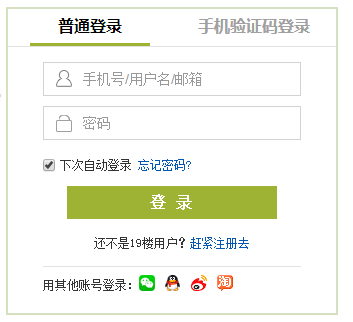 普通登录 手机验证码登录
手机号/用户名/邮箱
密码
下次自动登录 忘记密码?
登 录
还不是19楼用户？赶紧注册去
用其他账号登录：
淘